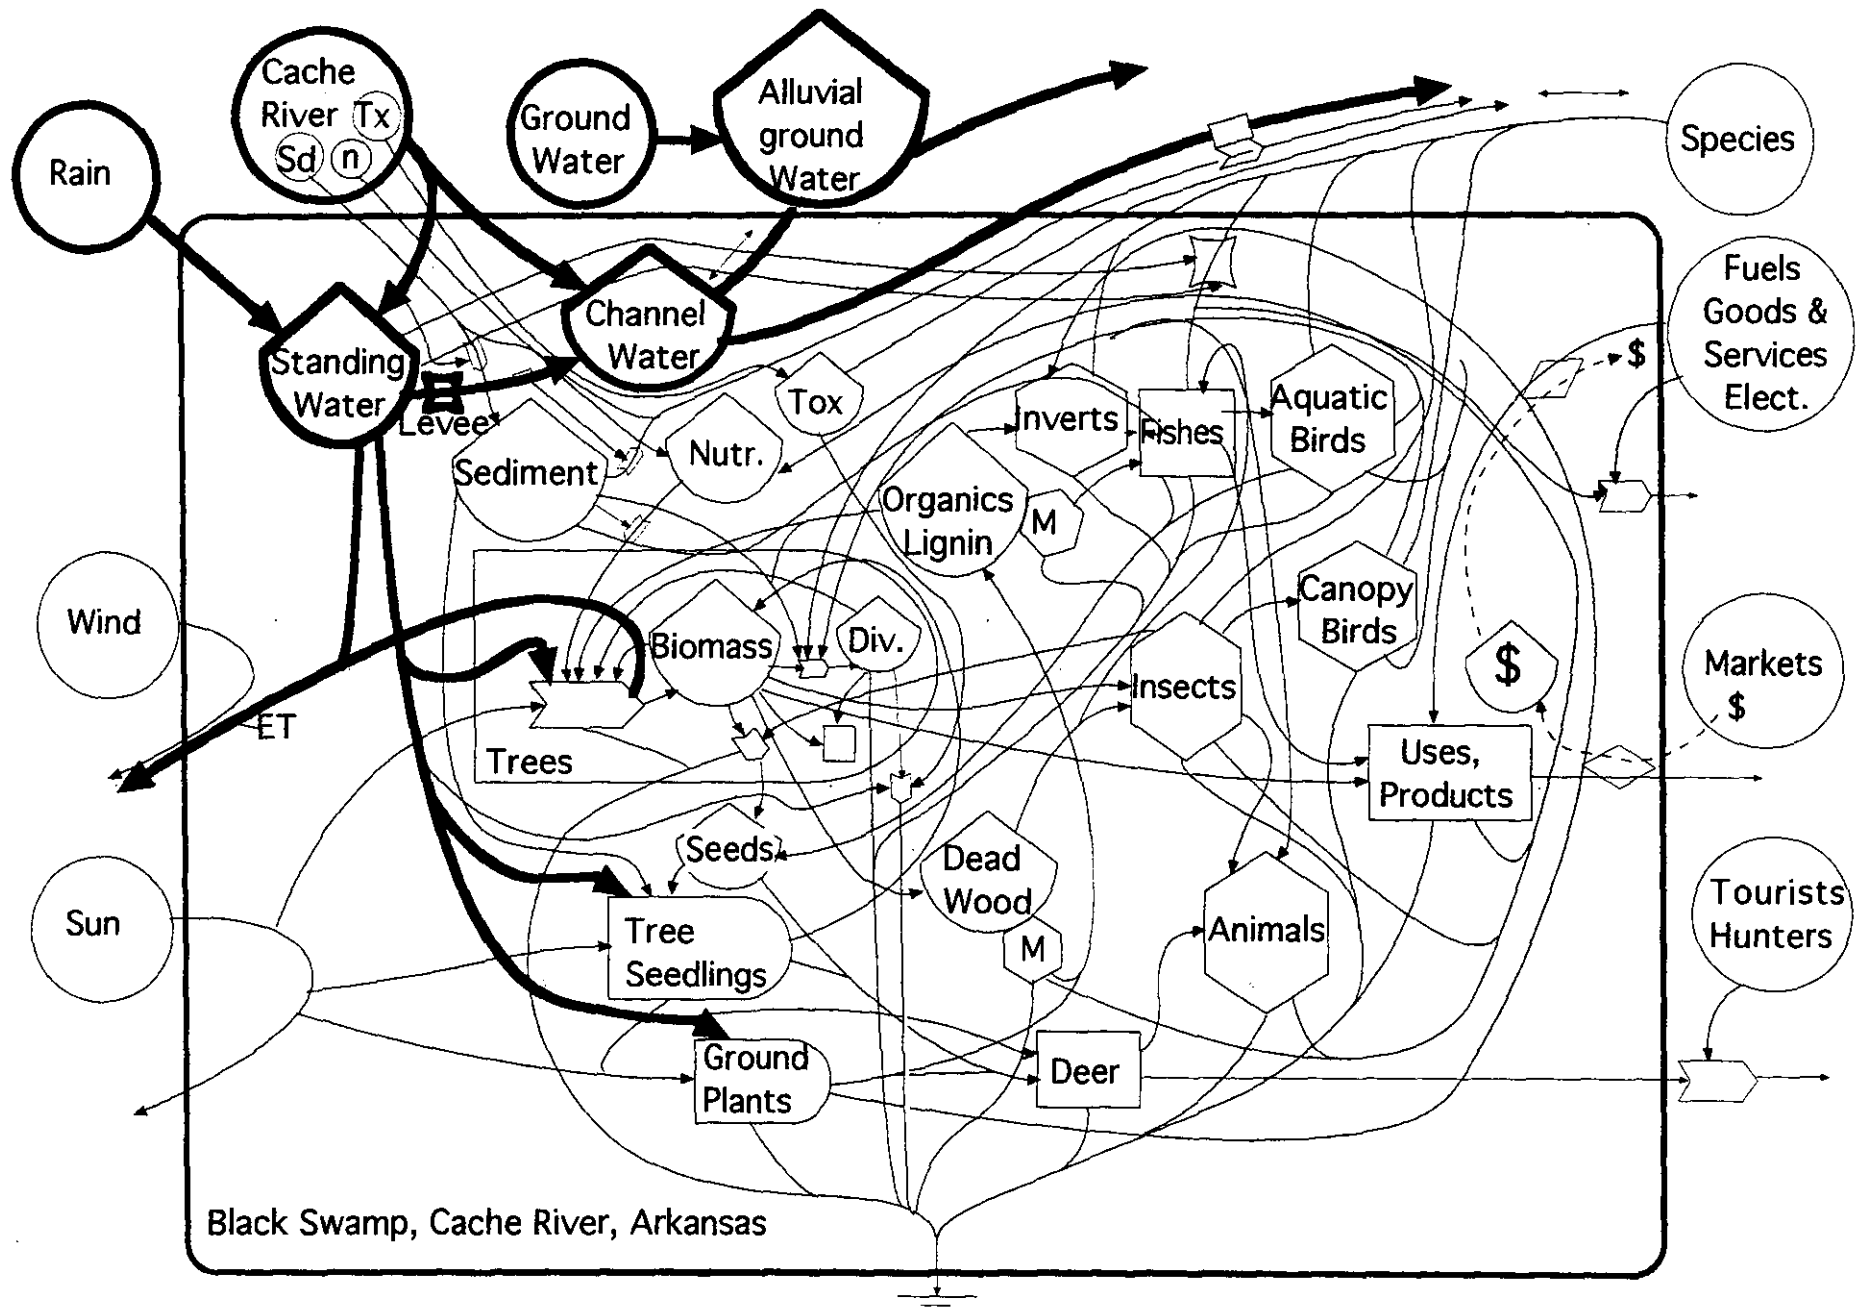 Cache
River Tx
Sd n
Rain
Ground
Water
Alluvial
ground
Water
Species
Fuels
Goods &
Services
Elect.
$
Standing
Water
Levee
Channel
Water
Tox
Nutr.
Sediment
Inverts
Fishes
Aquatic
Birds
Organics
Lignin
M
Wind
ET
Biomass
Div.
Trees
Insects
Canopy
Birds
$
Markets
$
Uses,
Products
Sun
Seeds
Dead
Wood
M
Tree
Seedlings
Animals
Tourists
Hunters
Ground
Plants
Deer
Black Swamp, Cache River, Arkansas